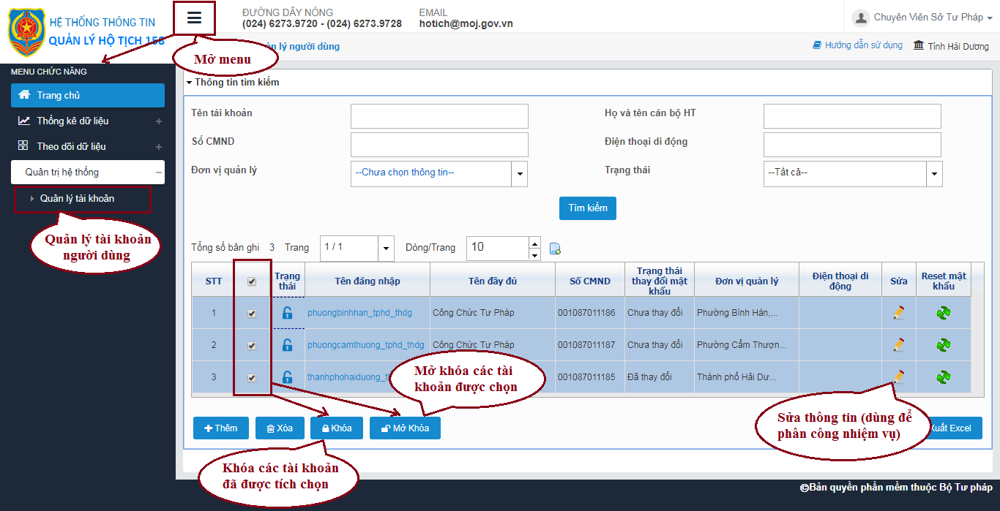 HỆ THỐNG THÔNG TIN
QUẢN LÝ HỘ TỊCH 158
ĐƯỜNG DÂY NÓNG
(024) 6273.9720 - (024) 6273.9728
EMAIL
hotich@moj.gov.vn
Chuyên Viên Sở Tư Pháp
Mở menu
lý người dùng
Hướng dẫn sử dụng
Tỉnh Hải Dương
MENU CHỨC NĂNG
Trang chủ
Thống kê dữ liệu +
Theo dõi dữ liệu +
Quản trị hệ thống −
Quản lý tài khoản
Quản lý tài khoản
người dùng
Thông tin tìm kiếm
Tên tài khoản
Họ và tên cán bộ HT
Số CMND
Điện thoại di động
Đơn vị quản lý
--Chưa chọn thông tin--
Trạng thái
--Tất cả--
Tìm kiếm
Tổng số bản ghi 3 Trang 1 / 1 Dòng/Trang 10
STT
Trạng
thái
Tên đăng nhập
Tên đầy đủ
Số CMND
Trạng thái
thay đổi mật
khẩu
Đơn vị quản lý
Điện thoại di
động
Sửa
Reset mật
khẩu
1 phuongbinhhan_tphd_thdg Công Chức Tư Pháp 001087011186 Chưa thay đổi Phường Bình Hàn,...
2 phuongcamthuong_tphd_thdg Công Chức Tư Pháp 001087011187 Chưa thay đổi Phường Cẩm Thượn...
3 thanhphohaiduong_t 001087011185 Đã thay đổi Thành phố Hải Dư...
Mở khóa các tài
khoản được chọn
Sửa thông tin (dùng để
phân công nhiệm vụ)
Thêm
Xóa
Khóa
Mở Khóa
Xuất Excel
Khóa các tài khoản
đã được tích chọn
©Bản quyền phần mềm thuộc Bộ Tư pháp